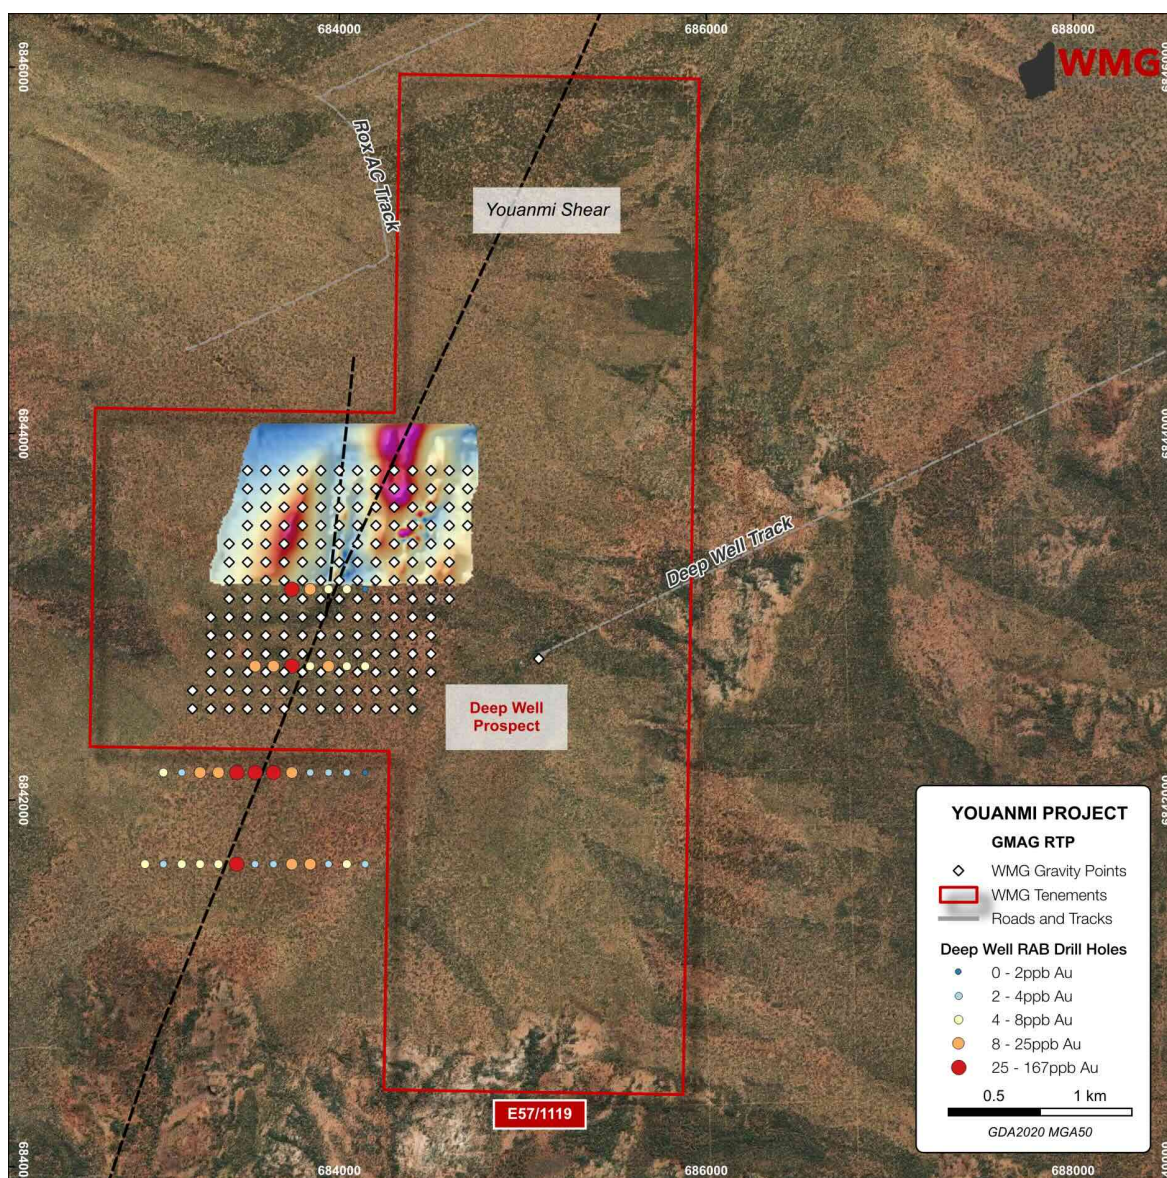 684000
686000
688000
6846000
WMG
Rox AC Track
Youanmi Shear
6844000
Deep Well Track
Deep Well
Prospect
6842000
YOUANMI PROJECT
GMAG RTP
WMG Gravity Points
WMG Tenements
Roads and Tracks
Deep Well RAB Drill Holes
0 - 2ppb Au
2 - 4ppb Au
4 - 8ppb Au
8 - 25ppb Au
25 - 167ppb Au
0.5
1 km
GDA2020 MGA50
E57/1119
68400
684000
686000
688000